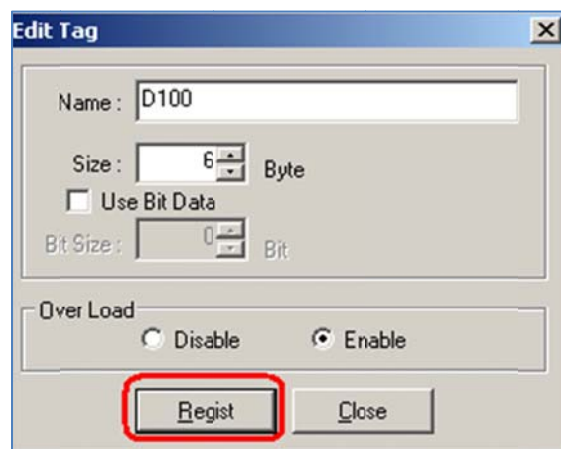 Edit Tag
Name : D100
Size : 6 Byte
Use Bit Data
Bit Size : 0 Bit
Over Load
Disable Enable
Regist Close